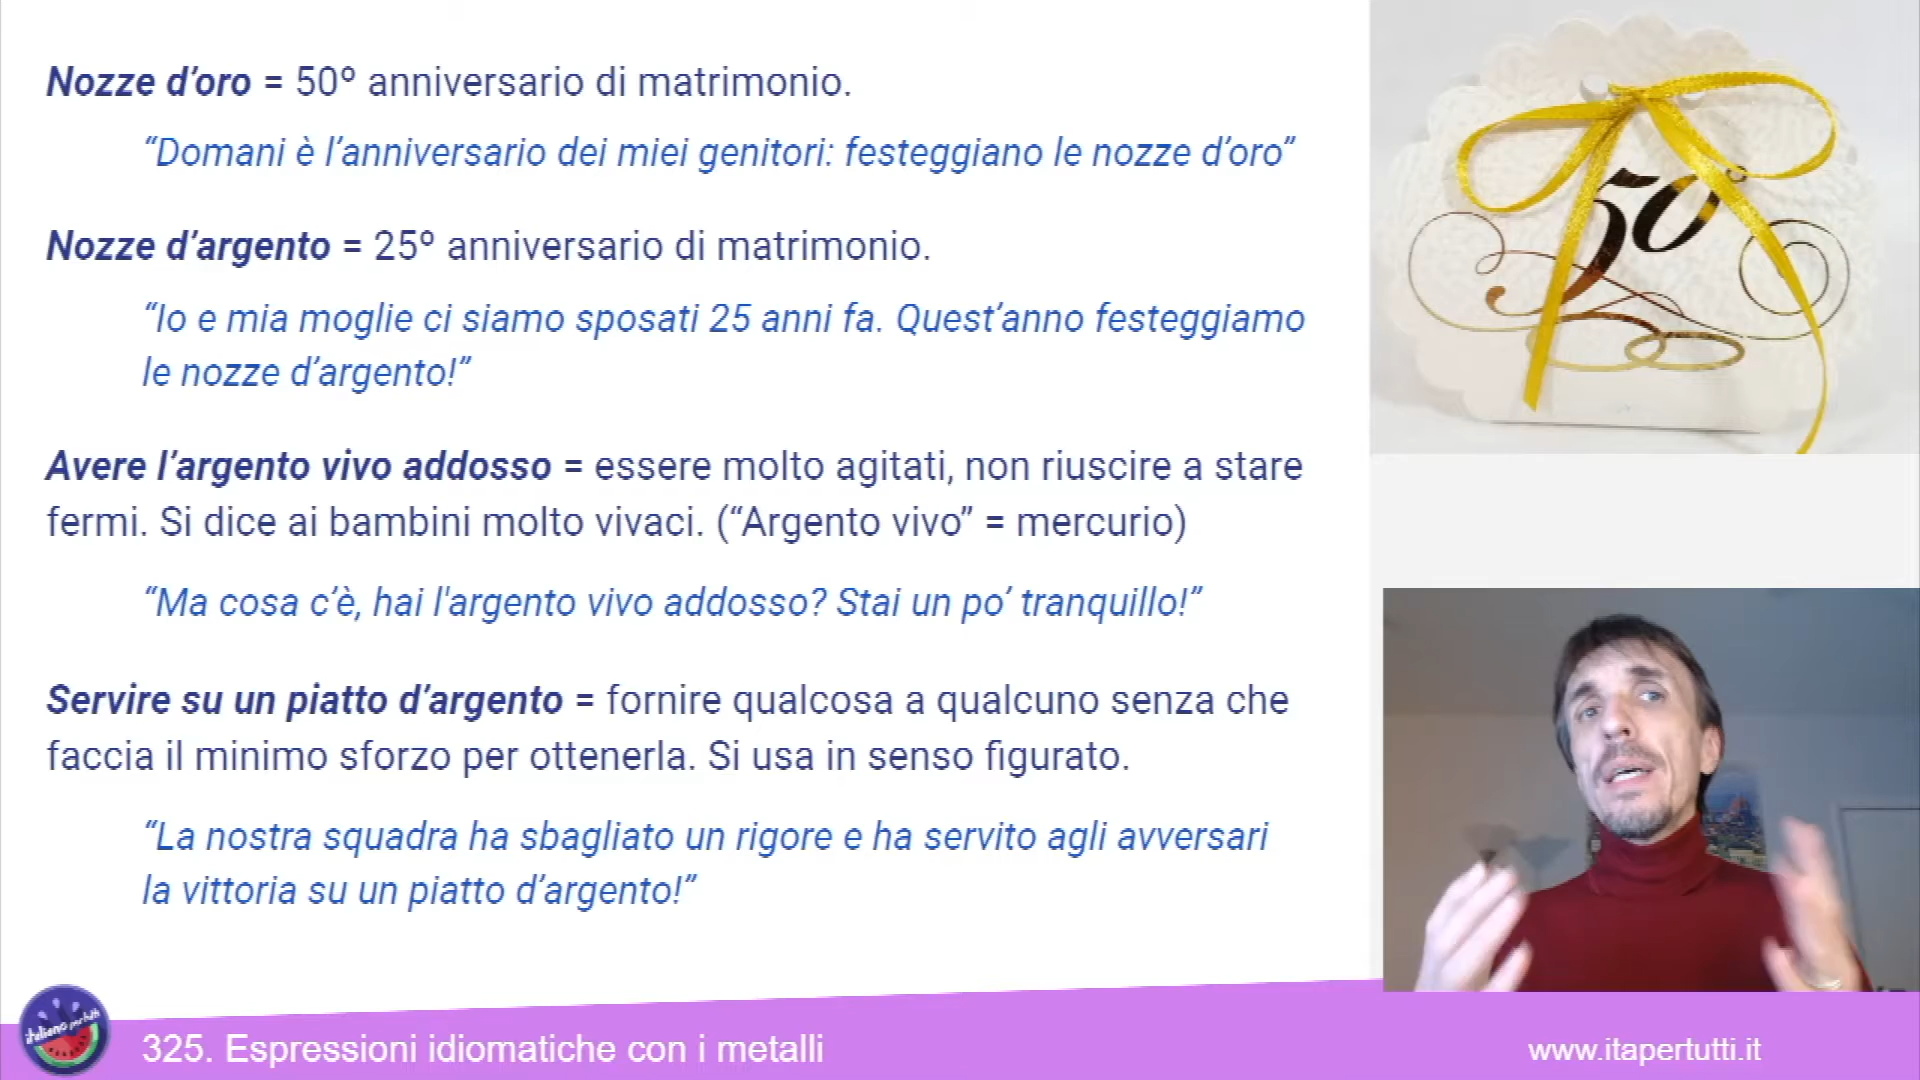 Nozze d’oro = 50º anniversario di matrimonio.
“Domani è l’anniversario dei miei genitori: festeggiano le nozze d’oro”
Nozze d’argento = 25º anniversario di matrimonio.
“Io e mia moglie ci siamo sposati 25 anni fa. Quest’anno festeggiamo
le nozze d’argento!”
Avere l’argento vivo addosso = essere molto agitati, non riuscire a stare
fermi. Si dice ai bambini molto vivaci. (“Argento vivo” = mercurio)
“Ma cosa c’è, hai l'argento vivo addosso? Stai un po’ tranquillo!”
Servire su un piatto d’argento = fornire qualcosa a qualcuno senza che
faccia il minimo sforzo per ottenerla. Si usa in senso figurato.
“La nostra squadra ha sbagliato un rigore e ha servito agli avversari
la vittoria su un piatto d’argento!”
50°
italiano per tutti
325. Espressioni idiomatiche con i metalli
www.itapertutti.it